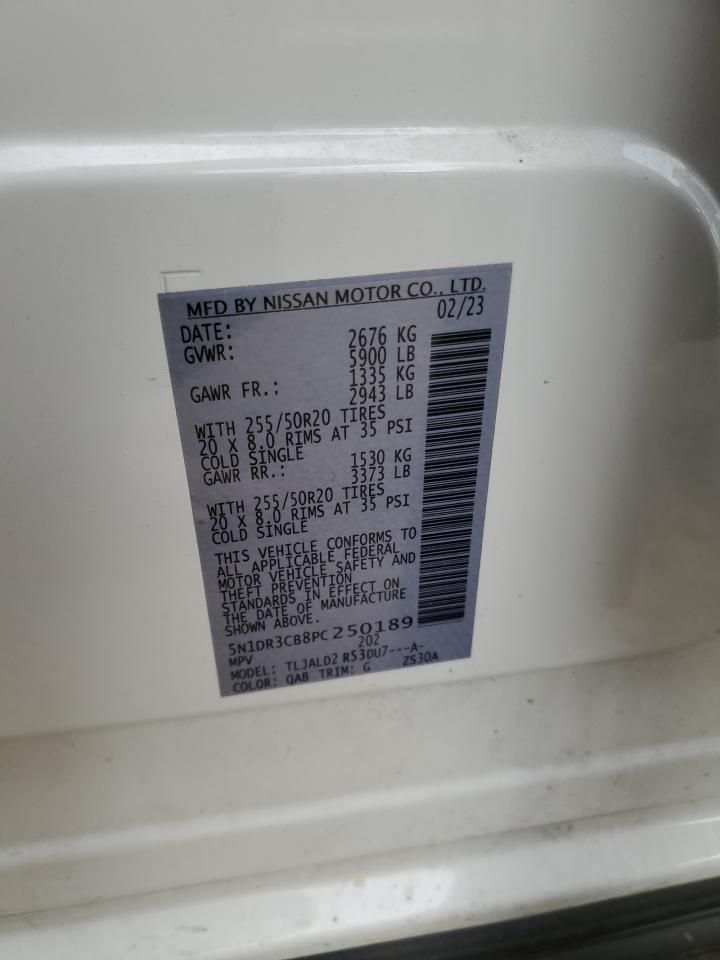 MFD BY NISSAN MOTOR CO., LTD.
DATE: 02/23
GVWR: 2676 KG
5900 LB
GAWR FR.: 1335 KG
2943 LB
WITH 255/50R20 TIRES
20 X 8.0 RIMS AT 35 PSI
COLD SINGLE
GAWR RR.: 1530 KG
3373 LB
WITH 255/50R20 TIRES
20 X 8.0 RIMS AT 35 PSI
COLD SINGLE
THIS VEHICLE CONFORMS TO
ALL APPLICABLE FEDERAL
MOTOR VEHICLE SAFETY AND
THEFT PREVENTION
STANDARDS IN EFFECT ON
THE DATE OF MANUFACTURE
SHOWN ABOVE.
5N1DR3CB8PC250189
MPV 202
MODEL: TLJALD2 R53DU7---A-
COLOR: QAB TRIM: G ZS30A